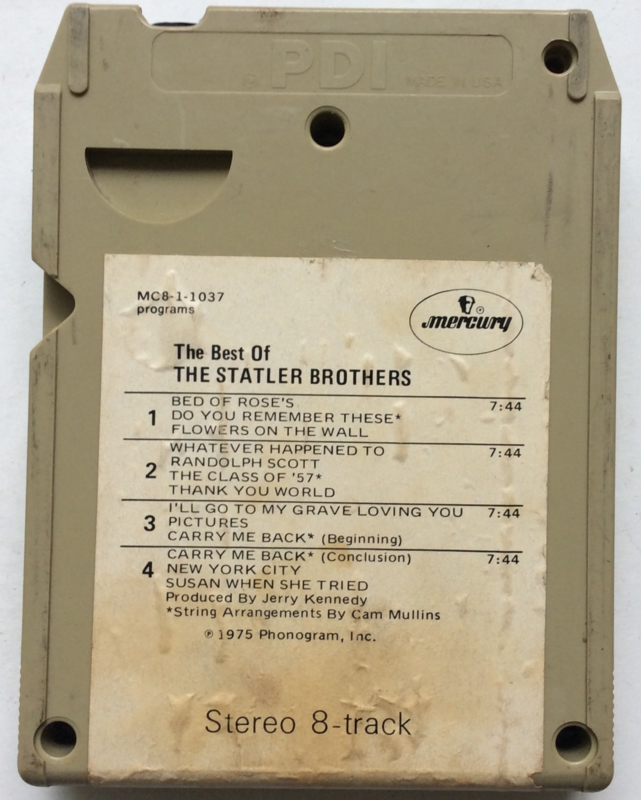 PDI
MADE IN USA
MC8-1-1037
programs
mercury
The Best Of
THE STATLER BROTHERS
1
BED OF ROSE'S 7:44
DO YOU REMEMBER THESE*
FLOWERS ON THE WALL
2
WHATEVER HAPPENED TO 7:44
RANDOLPH SCOTT
THE CLASS OF '57*
THANK YOU WORLD
3
I'LL GO TO MY GRAVE LOVING YOU 7:44
PICTURES
CARRY ME BACK* (Beginning)
4
CARRY ME BACK* (Conclusion) 7:44
NEW YORK CITY
SUSAN WHEN SHE TRIED
Produced By Jerry Kennedy
*String Arrangements By Cam Mullins
℗ 1975 Phonogram, Inc.
Stereo 8-track